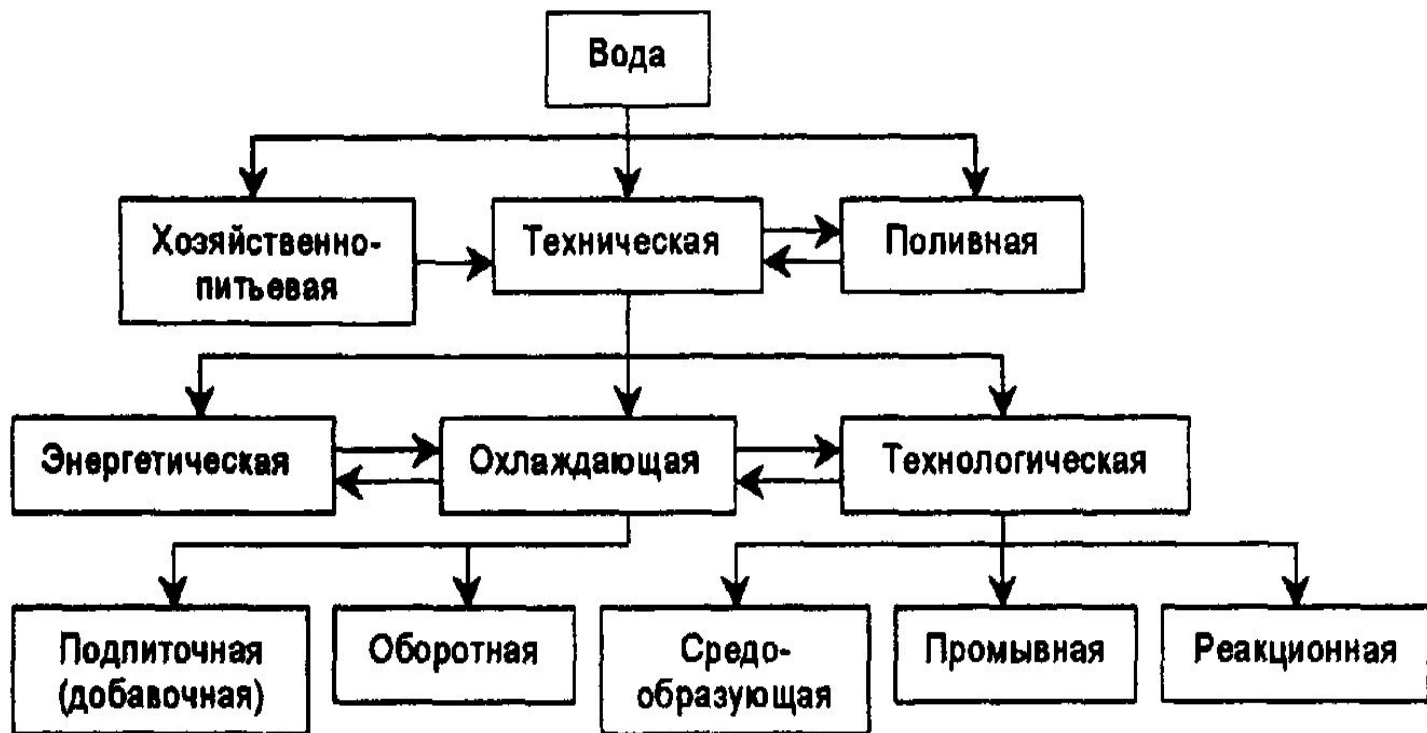 Вода
Хозяйственно-
питьевая
Техническая
Поливная
Энергетическая
Охлаждающая
Технологическая
Подпиточная
(добавочная)
Оборотная
Средо-
образующая
Промывная
Реакционная